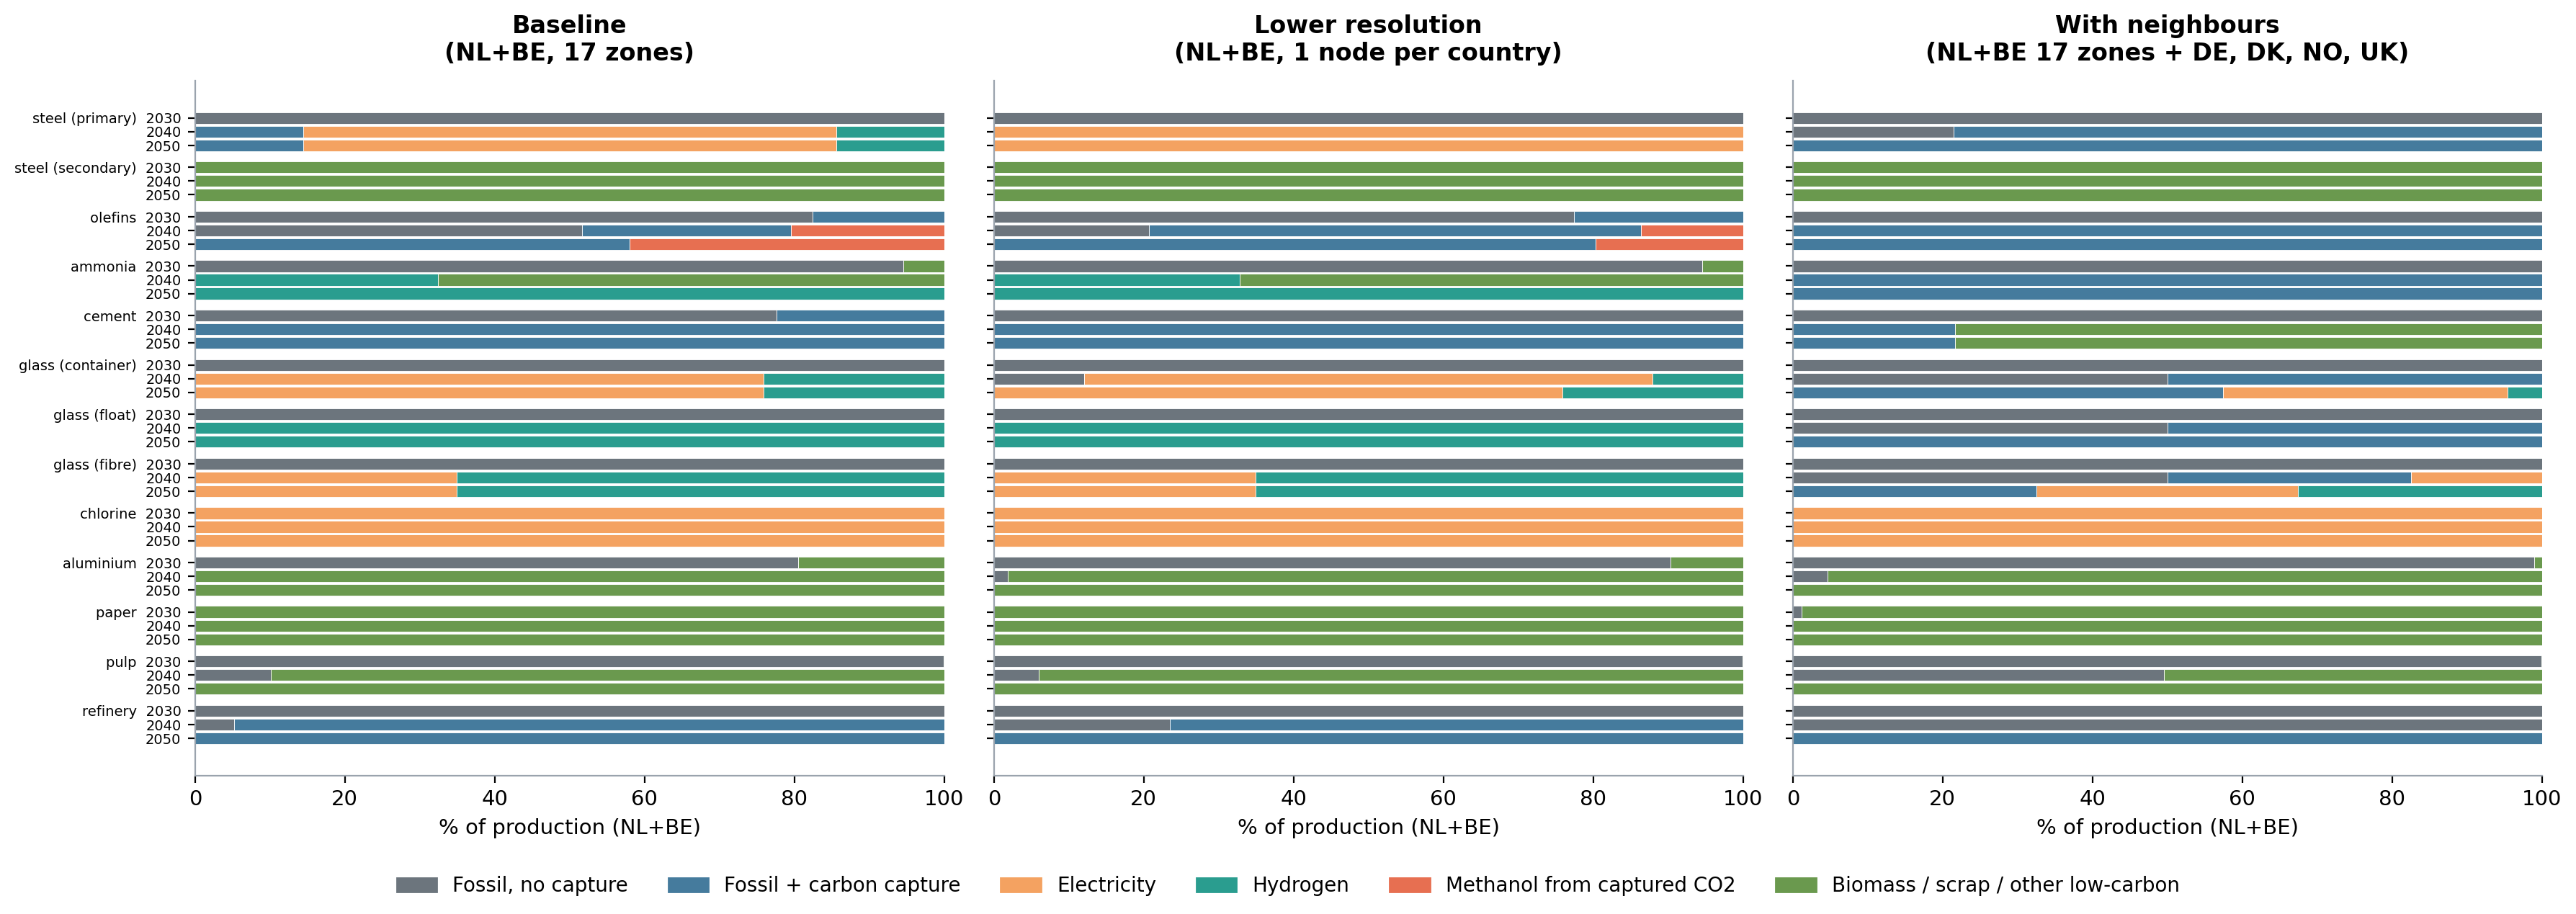 Baseline
(NL+BE, 17 zones)
Lower resolution
(NL+BE, 1 node per country)
With neighbours
(NL+BE 17 zones + DE, DK, NO, UK)
steel (primary) 2030
2040
2050
steel (secondary) 2030
2040
2050
olefins 2030
2040
2050
ammonia 2030
2040
2050
cement 2030
2040
2050
glass (container) 2030
2040
2050
glass (float) 2030
2040
2050
glass (fibre) 2030
2040
2050
chlorine 2030
2040
2050
aluminium 2030
2040
2050
paper 2030
2040
2050
pulp 2030
2040
2050
refinery 2030
2040
2050
0 20 40 60 80 100
0 20 40 60 80 100
0 20 40 60 80 100
% of production (NL+BE)
% of production (NL+BE)
% of production (NL+BE)
Fossil, no capture
Fossil + carbon capture
Electricity
Hydrogen
Methanol from captured CO2
Biomass / scrap / other low-carbon